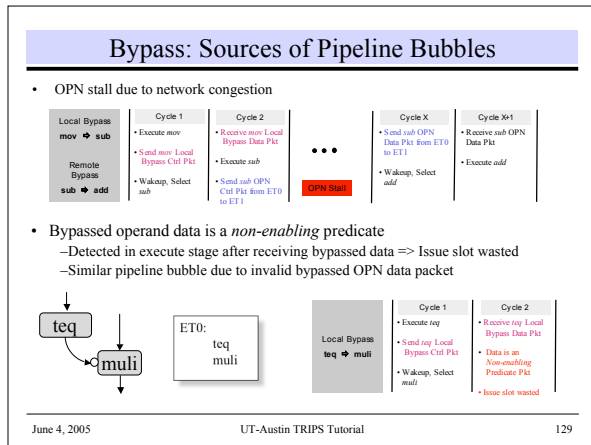 Bypass: Sources of Pipeline Bubbles
• OPN stall due to network congestion
Local Bypass
mov ➔ sub
Remote
Bypass
sub ➔ add
Cycle 1
• Execute mov
• Send mov Local
Bypass Ctrl Pkt
• Wakeup, Select
sub
Cycle 2
• Receive mov Local
Bypass Data Pkt
• Execute sub
• Send sub OPN
Ctrl Pkt from ET0
to ET1
•••
OPN Stall
Cycle X
• Send sub OPN
Data Pkt from ET0
to ET1
• Wakeup, Select
add
Cycle X+1
• Receive sub OPN
Data Pkt
• Execute add
• Bypassed operand data is a non-enabling predicate
–Detected in execute stage after receiving bypassed data => Issue slot wasted
–Similar pipeline bubble due to invalid bypassed OPN data packet
teq
muli
ET0:
teq
muli
Local Bypass
teq ➔ muli
Cycle 1
• Execute teq
• Send teq Local
Bypass Ctrl Pkt
• Wakeup, Select
muli
Cycle 2
• Receive teq Local
Bypass Data Pkt
• Data is an
Non-enabling
Predicate Pkt
• Issue slot wasted
June 4, 2005
UT-Austin TRIPS Tutorial
129